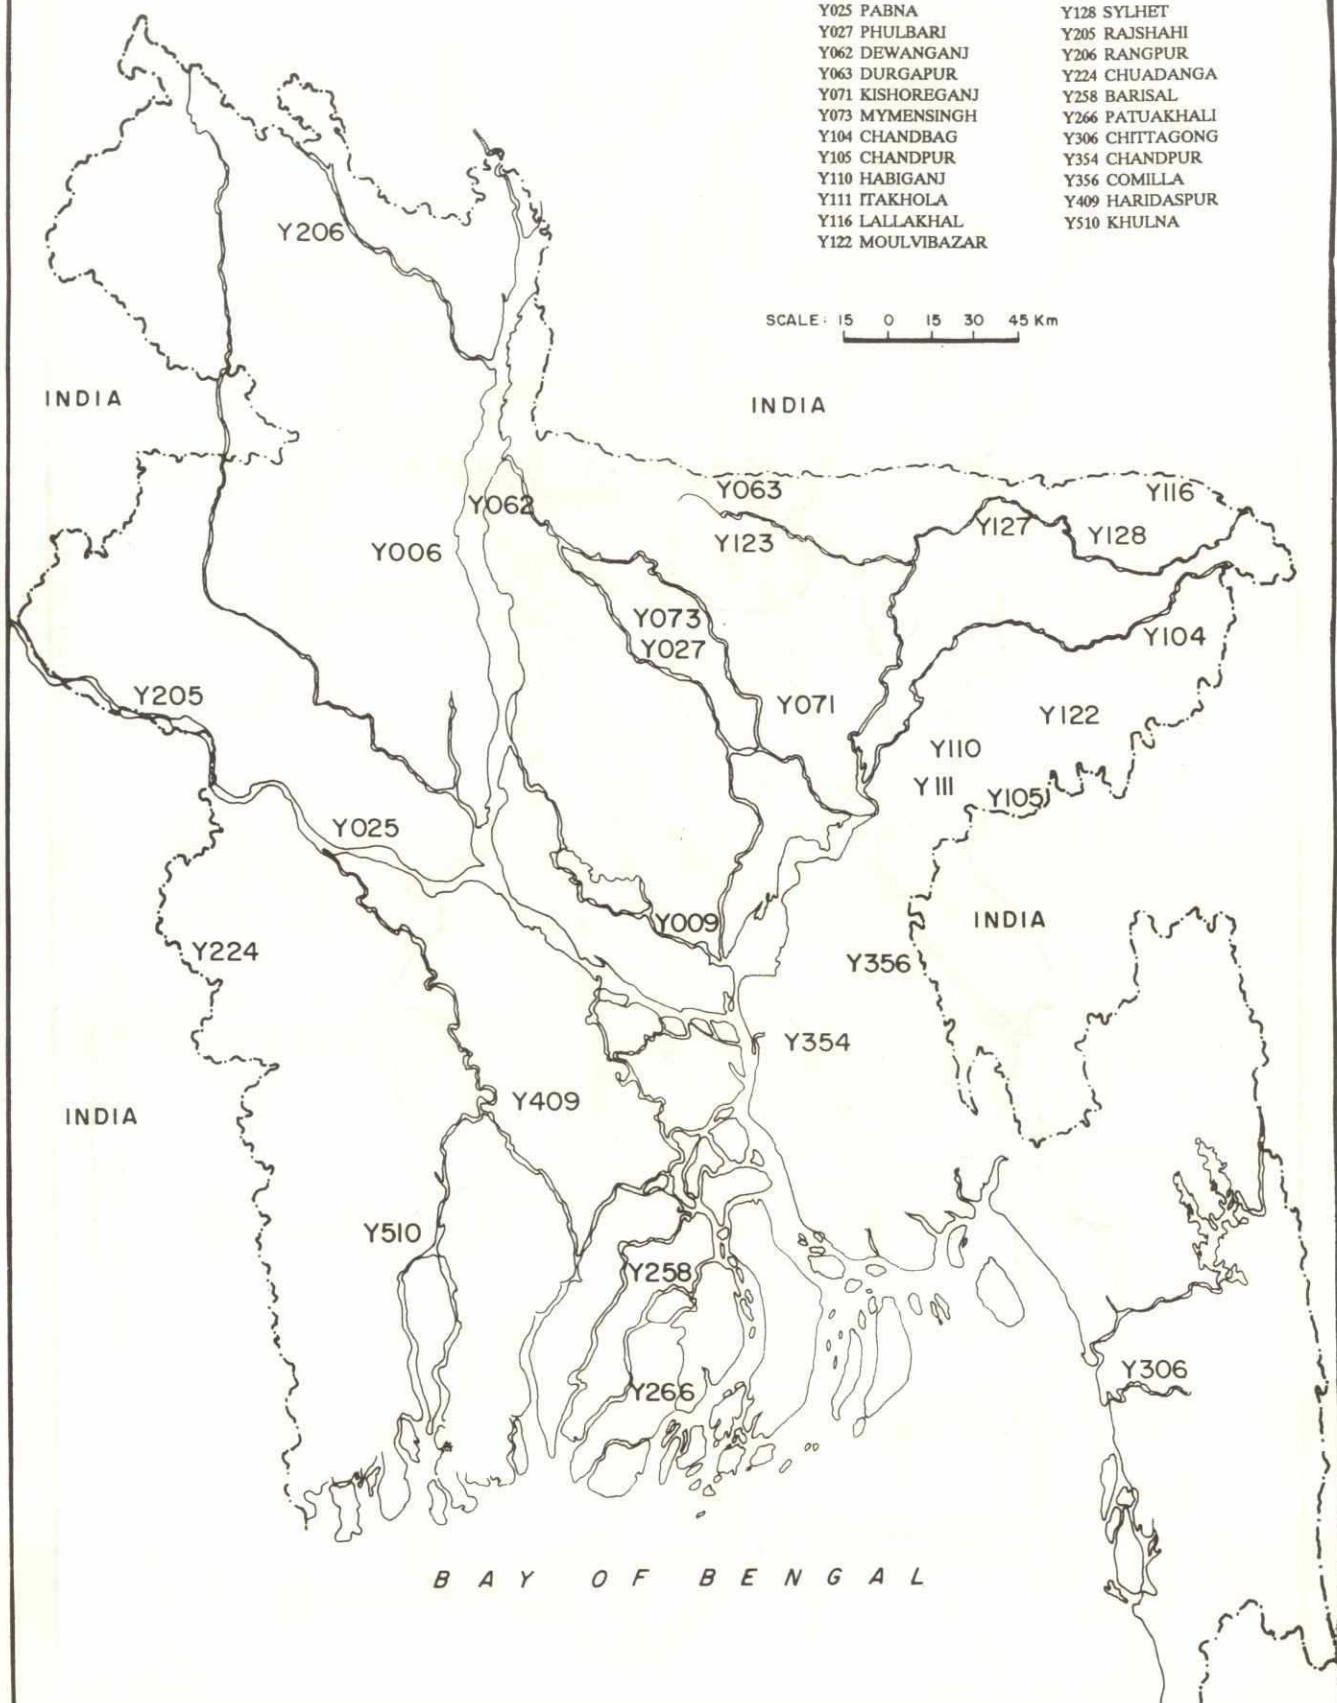 Y025 PABNA
Y027 PHULBARI
Y062 DEWANGANJ
Y063 DURGAPUR
Y071 KISHOREGANJ
Y073 MYMENSINGH
Y104 CHANDBAG
Y105 CHANDPUR
Y110 HABIGANJ
Y111 ITAKHOLA
Y116 LALLAKHAL
Y122 MOULVIBAZAR
Y128 SYLHET
Y205 RAJSHAHI
Y206 RANGPUR
Y224 CHUADANGA
Y258 BARISAL
Y266 PATUAKHALI
Y306 CHITTAGONG
Y354 CHANDPUR
Y356 COMILLA
Y409 HARIDASPUR
Y510 KHULNA
Y206
SCALE: 15 0 15 30 45 Km
INDIA
INDIA
Y063
Y116
Y062
Y127
Y128
Y006
Y123
Y073
Y104
Y027
Y205
Y071
Y122
Y110
Y111
Y105
Y025
Y009
INDIA
Y224
Y356
Y354
Y409
INDIA
Y510
Y258
Y306
Y266
BAY OF BENGAL